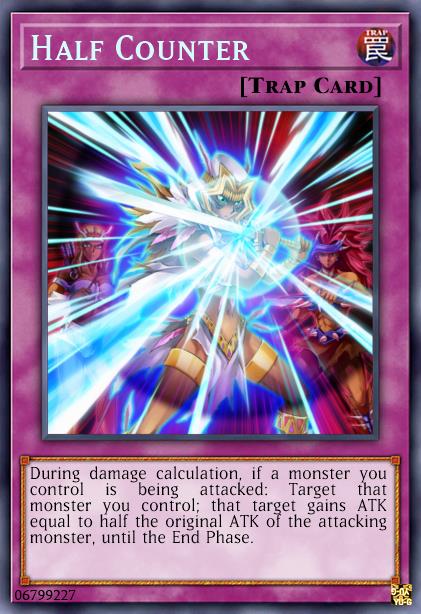 Half Counter
TRAP
罠
[Trap Card]
During damage calculation, if a monster you
control is being attacked: Target that
monster you control; that target gains ATK
equal to half the original ATK of the attacking
monster, until the End Phase.
06799227